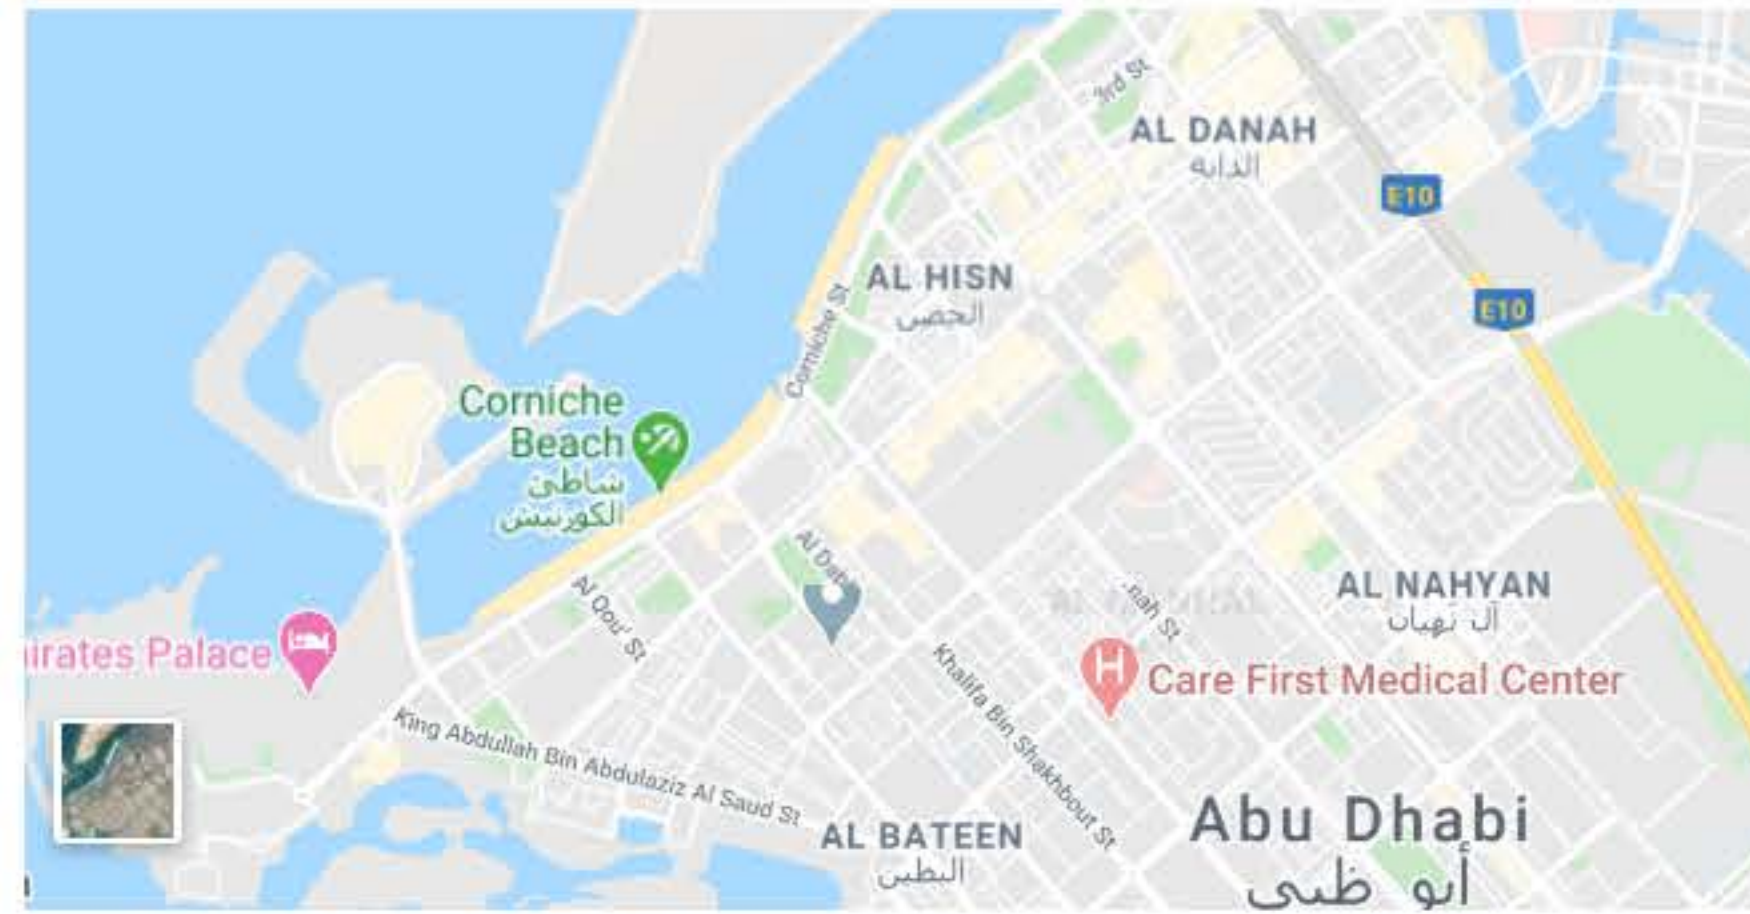 3rd St
AL DANAH
الدانة
E10
AL HISN
الحصن
E10
Corniche St
Corniche
Beach
شاطئ
الكورنيش
Al Qou' St
AL NAHYAN
آل نهيان
nah St
irates Palace
Khalifa Bin Shakhbout St
H
Care First Medical Center
King Abdullah Bin Abdulaziz Al Saud St
AL BATEEN
البطين
Abu Dhabi
أبو ظبي